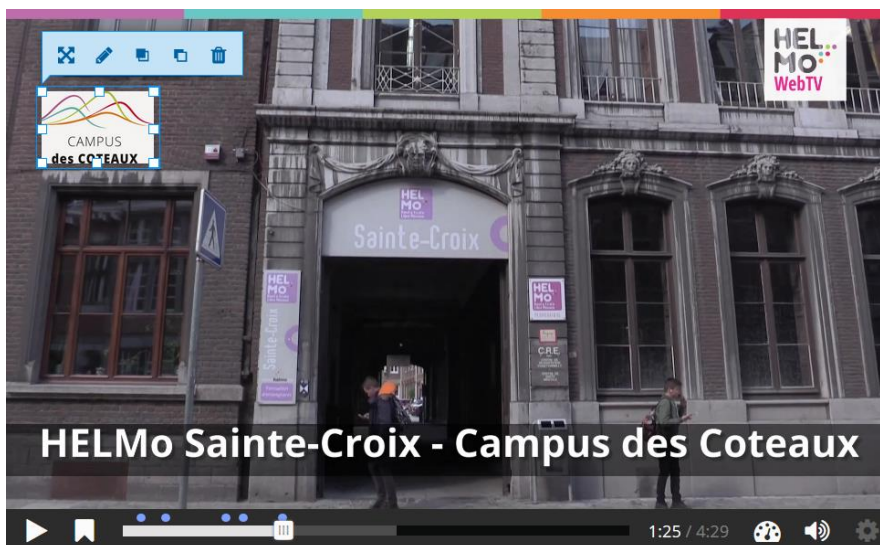 HEL...
MO
WebTV
CAMPUS
des COTEAUX
HEL
MO
Sainte-Croix
HEL
MO
Sainte-Croix
HEL
MO
C.R.E.
HELMo Sainte-Croix - Campus des Coteaux
1:25 / 4:29